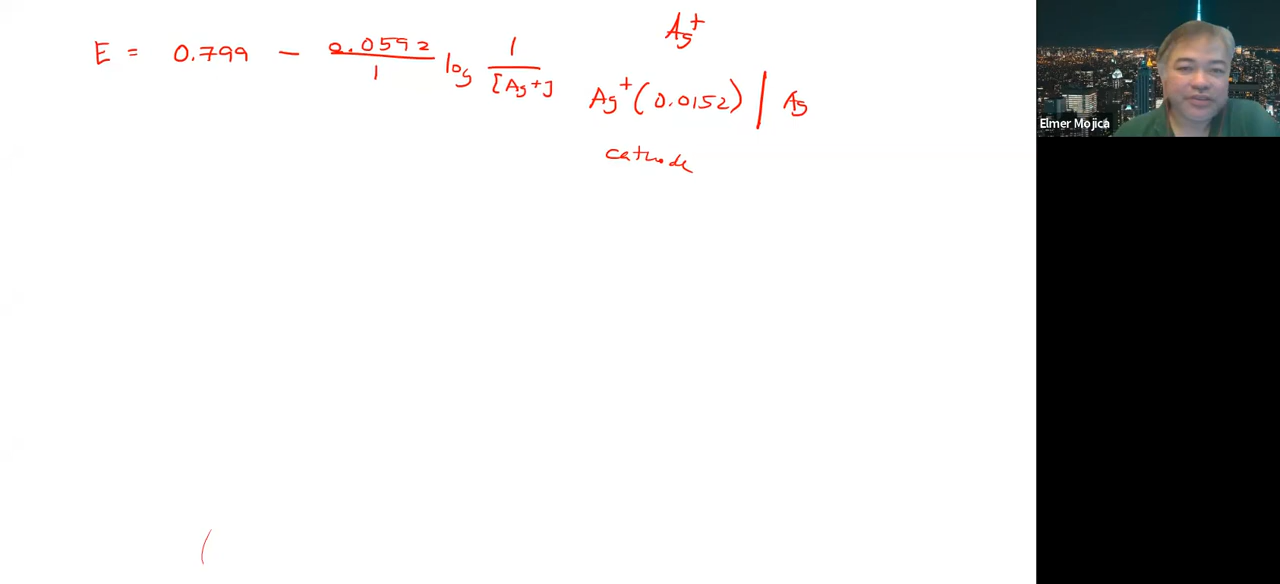 E = 0.799 - 0.0592/1 log 1/[Ag+]
Ag+
Ag+(0.0152) | Ag
cathode
Elmer Mojica